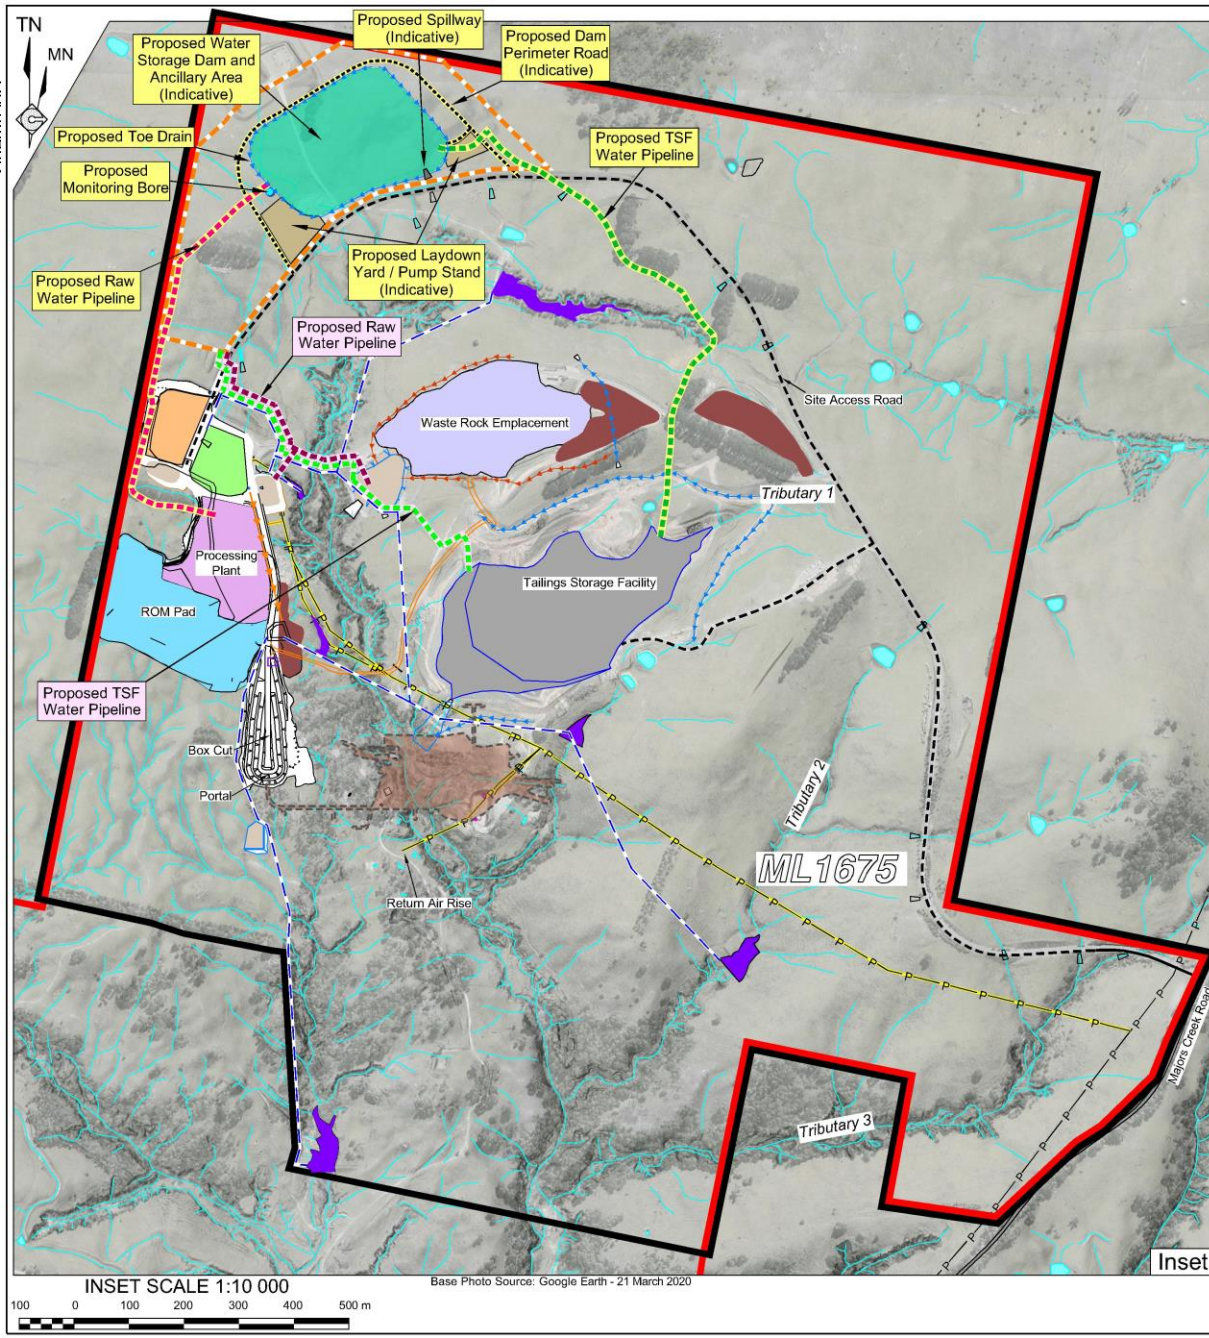 TN
MN
Proposed Spillway
(Indicative)
Proposed Water
Storage Dam and
Ancillary Area
(Indicative)
Proposed Dam
Perimeter Road
(Indicative)
Proposed Toe Drain
Proposed TSF
Water Pipeline
Proposed
Monitoring Bore
Proposed Laydown
Yard / Pump Stand
(Indicative)
Proposed Raw
Water Pipeline
Proposed Raw
Water Pipeline
Site Access Road
Waste Rock Emplacement
Tributary 1
Processing
Plant
Tailings Storage Facility
ROM Pad
Proposed TSF
Water Pipeline
Box Cut
Portal
Tributary 2
ML1675
Return Air Rise
Majors Creek Road
Tributary 3
P P P P P P P P P P P P P P P P P P P P P P P P P P
Inset
INSET SCALE 1:10 000
Base Photo Source: Google Earth - 21 March 2020
100 0 100 200 300 400 500 m